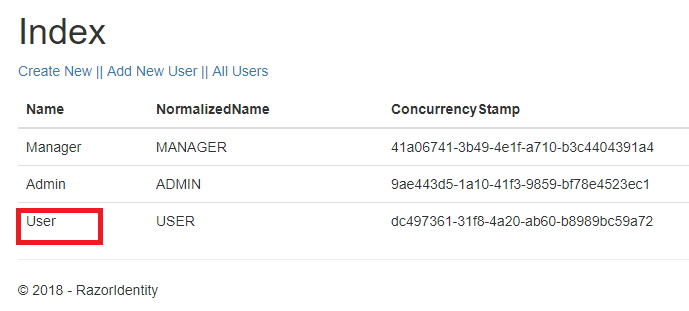 Index
Create New || Add New User || All Users
Name NormalizedName ConcurrencyStamp
Manager MANAGER 41a06741-3b49-4e1f-a710-b3c4404391a4
Admin ADMIN 9ae443d5-1a10-41f3-9859-bf78e4523ec1
User USER dc497361-31f8-4a20-ab60-b8989bc59a72
© 2018 - RazorIdentity